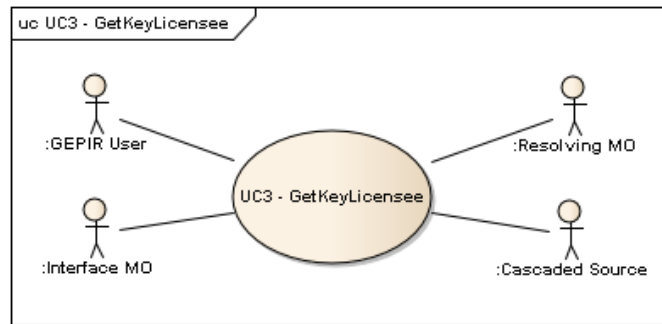 uc UC3 - GetKeyLicensee
:GEPIR User
:Resolving MO
UC3 - GetKeyLicensee
:Interface MO
:Cascaded Source